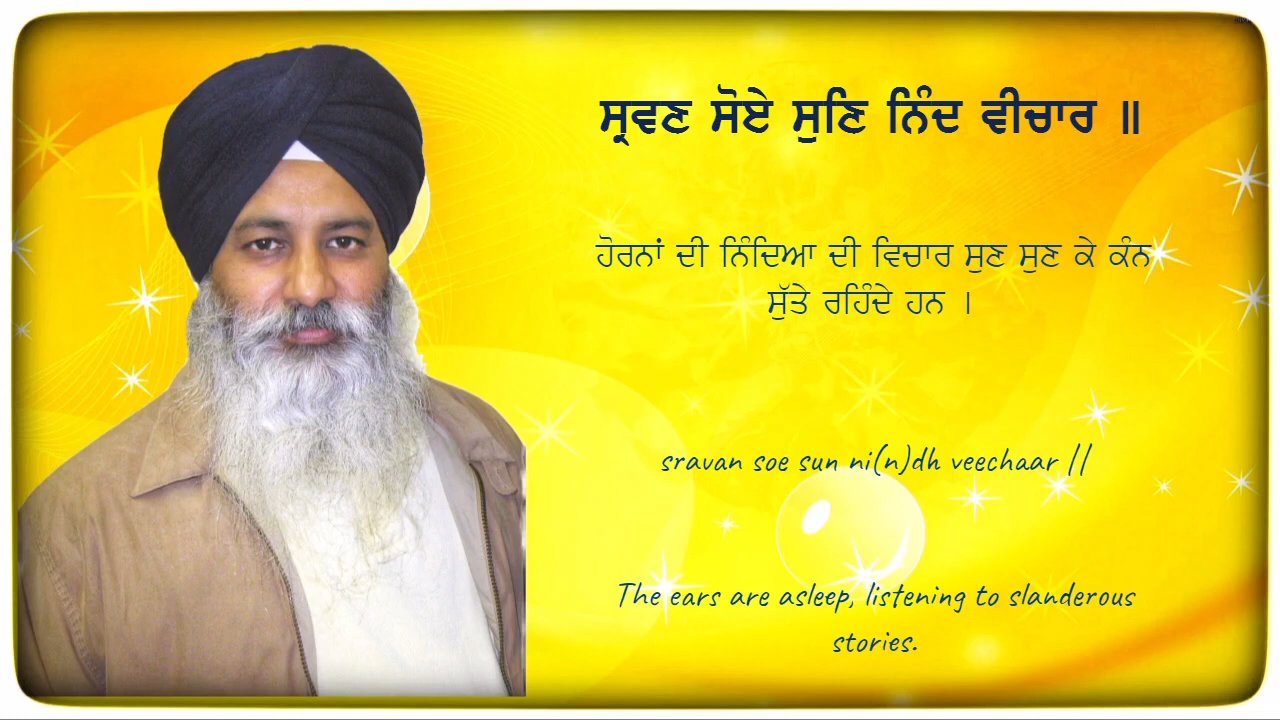 ਸ੍ਰਵਣ ਸੋਏ ਸੁਣਿ ਨਿੰਦ ਵੀਚਾਰ ॥
ਹੋਰਨਾਂ ਦੀ ਨਿੰਦਿਆ ਦੀ ਵਿਚਾਰ ਸੁਣ ਸੁਣ ਕੇ ਕੰਨ
ਸੁੱਤੇ ਰਹਿੰਦੇ ਹਨ ।
sravan soe sun ni(n)dh veechaar ||
The ears are asleep, listening to slanderous
stories.